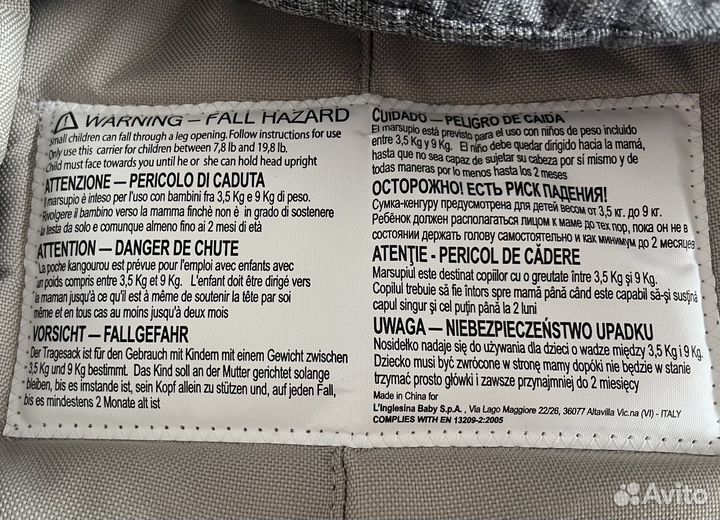 WARNING – FALL HAZARD
Small children can fall through a leg opening. Follow instructions for use
Only use this carrier for children between 7,8 lb and 19,8 lb.
Child must face towards you until he or she can hold head upright
ATTENZIONE — PERICOLO DI CADUTA
Il marsupio è inteso per l'uso con bambini fra 3,5 Kg e 9 Kg di peso.
Rivolgere il bambino verso la mamma finchè non è in grado di sostenere
la testa da solo e comunque almeno fino ai 2 mesi di età
ATTENTION — DANGER DE CHUTE
La poche kangourou est prévue pour l'emploi avec enfants avec
un poids compris entre 3,5 Kg et 9 Kg. L'enfant doit être dirigé vers
la maman jusqu'à ce qu'il est à même de soutenir la tête par soi
même et en tous cas au moins jusqu'à deux mois
VORSICHT — FALLGEFAHR
Der Tragesack ist für den Gebrauch mit Kindern mit einem Gewicht zwischen
3,5 Kg und 9 Kg bestimmt. Das Kind soll an der Mutter gerichtet solange
bleiben, bis es imstande ist, sein Kopf allein zu stützen und, auf jeden Fall,
bis es mindestens 2 Monate alt ist
CUIDADO — PELIGRO DE CAIDA
El marsupio está previsto para el uso con niños de peso incluido
entre 3,5 Kg y 9 Kg. El niño debe quedar dirigido hacia la mamá,
hasta que no sea capaz de sujetar su cabeza por sí mismo y de
todas maneras por lo menos hasta los 2 meses
ОСТОРОЖНО! ЕСТЬ РИСК ПАДЕНИЯ!
Сумка-кенгуру предусмотрена для детей весом от 3,5 кг. до 9 кг.
Ребёнок должен располагаться лицом к маме до тех пор, пока он не в
состоянии держать голову самостоятельно и как минимум до 2 месяцев
ATENŢIE - PERICOL DE CĂDERE
Marsupiul este destinat copiilor cu o greutate între 3,5 Kg şi 9 Kg.
Copilul trebuie să fie întors spre mamă până când este capabil să-şi susţină
capul singur şi cel puţin până la 2 luni
UWAGA — NIEBEZPIECZEŃSTWO UPADKU
Nosidełko nadaje się do używania dla dzieci o wadze między 3,5 Kg i 9 Kg.
Dziecko musi być zwrócone w stronę mamy dopóki nie będzie w stanie
trzymać prosto główki i zawsze przynajmniej do 2 miesięcy
Made in China for
L'Inglesina Baby S.p.A., Via Lago Maggiore 22/26, 36077 Altavilla Vic.na (VI) - ITALY
COMPLIES WITH EN 13209-2:2005
Avito